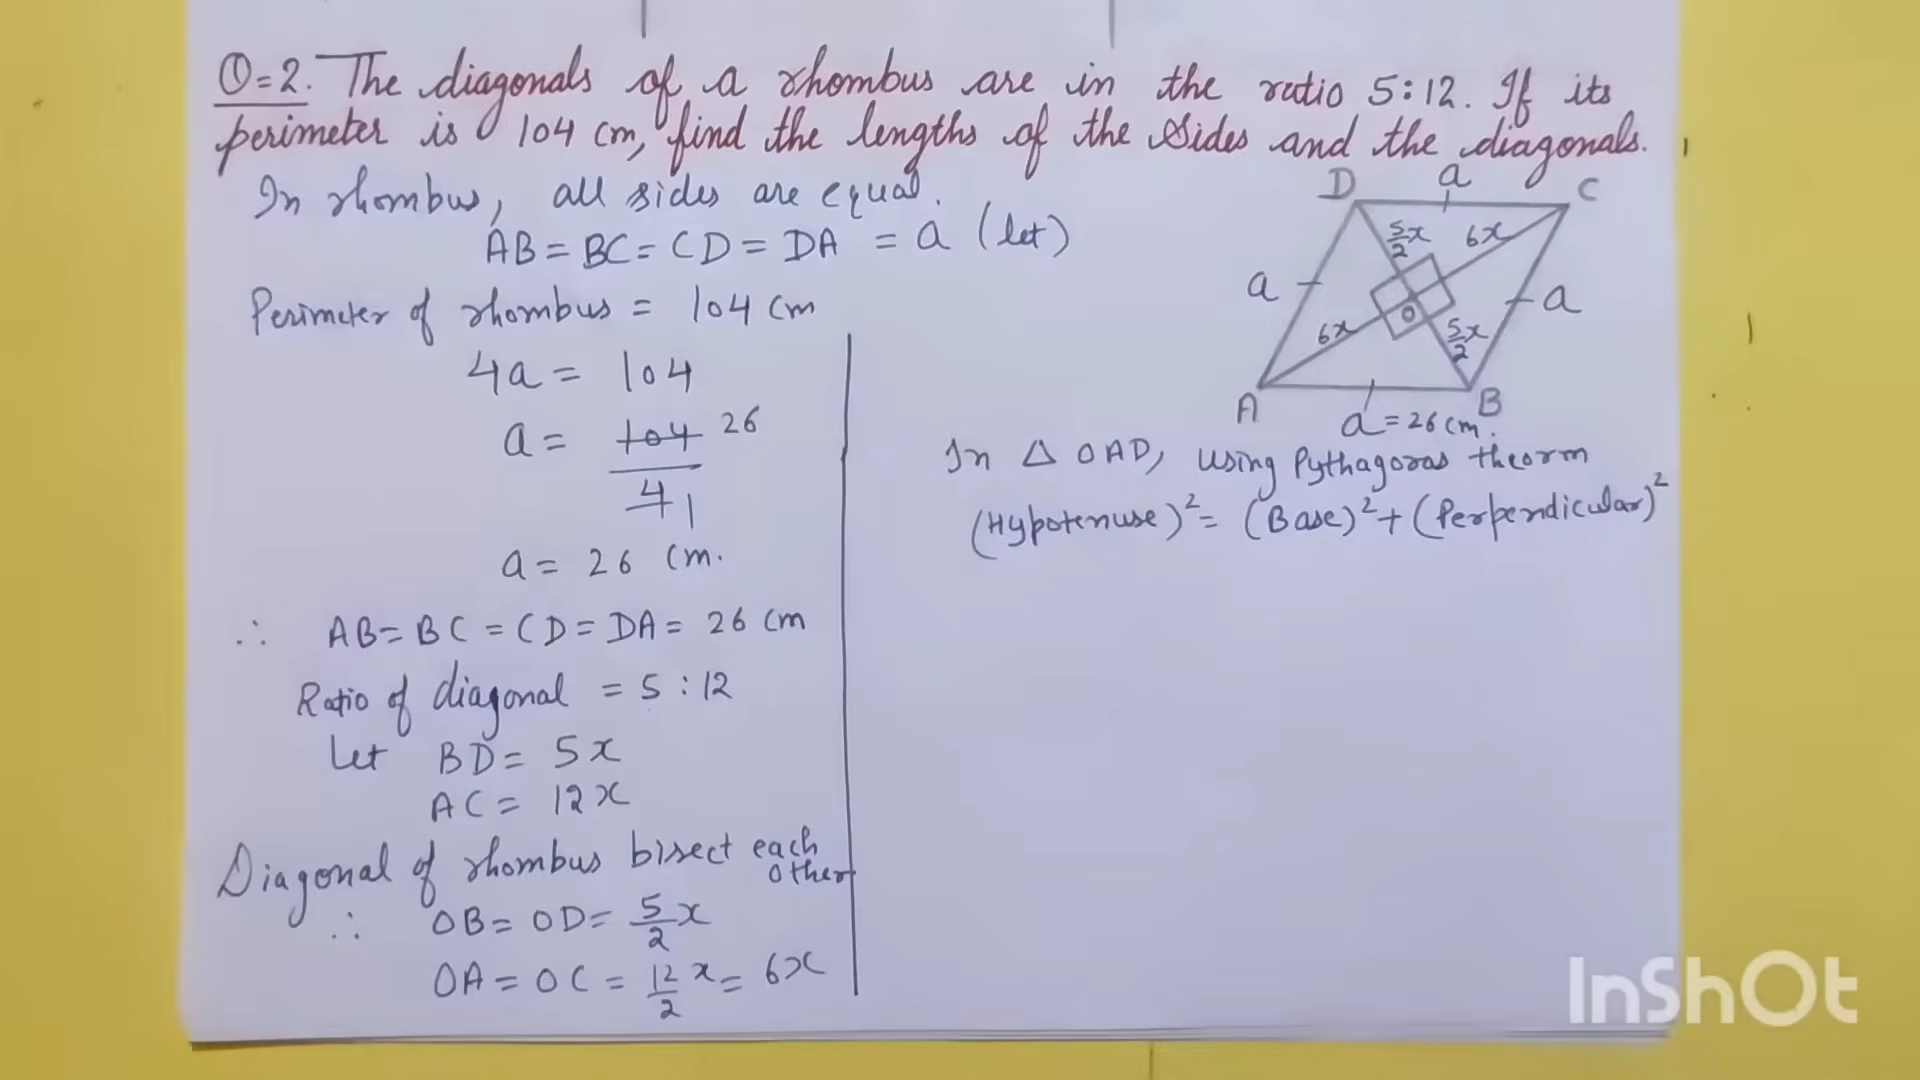 Q=2. The diagonals of a rhombus are in the ratio 5:12. If its
perimeter is 104 cm, find the lengths of the sides and the diagonals.
In rhombus, all sides are equal.
AB = BC = CD = DA = a (let)
Perimeter of rhombus = 104 cm
4a = 104
a = 104/4 26
1
a = 26 cm.
∴ AB = BC = CD = DA = 26 cm
Ratio of diagonal = 5 : 12
Let BD = 5x
AC = 12x
Diagonal of rhombus bisect each
other
∴ OB = OD = 5/2 x
OA = OC = 12/2 x = 6x
D a C
5/2 x 6x
a a
O
6x 5/2 x
A B
a = 26 cm.
In △ OAD, Using Pythagoras theorm
(Hypotenuse)² = (Base)² + (Perpendicular)²
InShOt